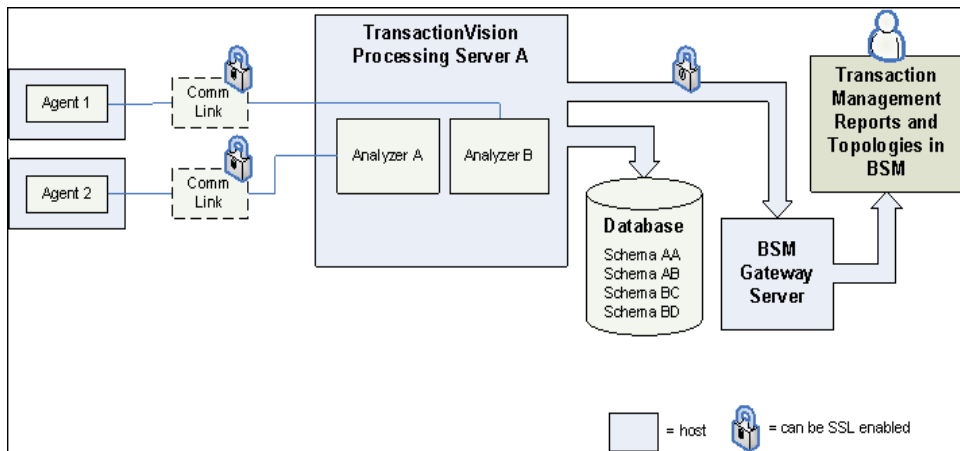 TransactionVision
Processing Server A
Agent 1
Comm
Link
Analyzer A
Analyzer B
Agent 2
Comm
Link
Database
Schema AA
Schema AB
Schema BC
Schema BD
BSM
Gateway
Server
Transaction
Management
Reports and
Topologies in
BSM
= host
= can be SSL enabled